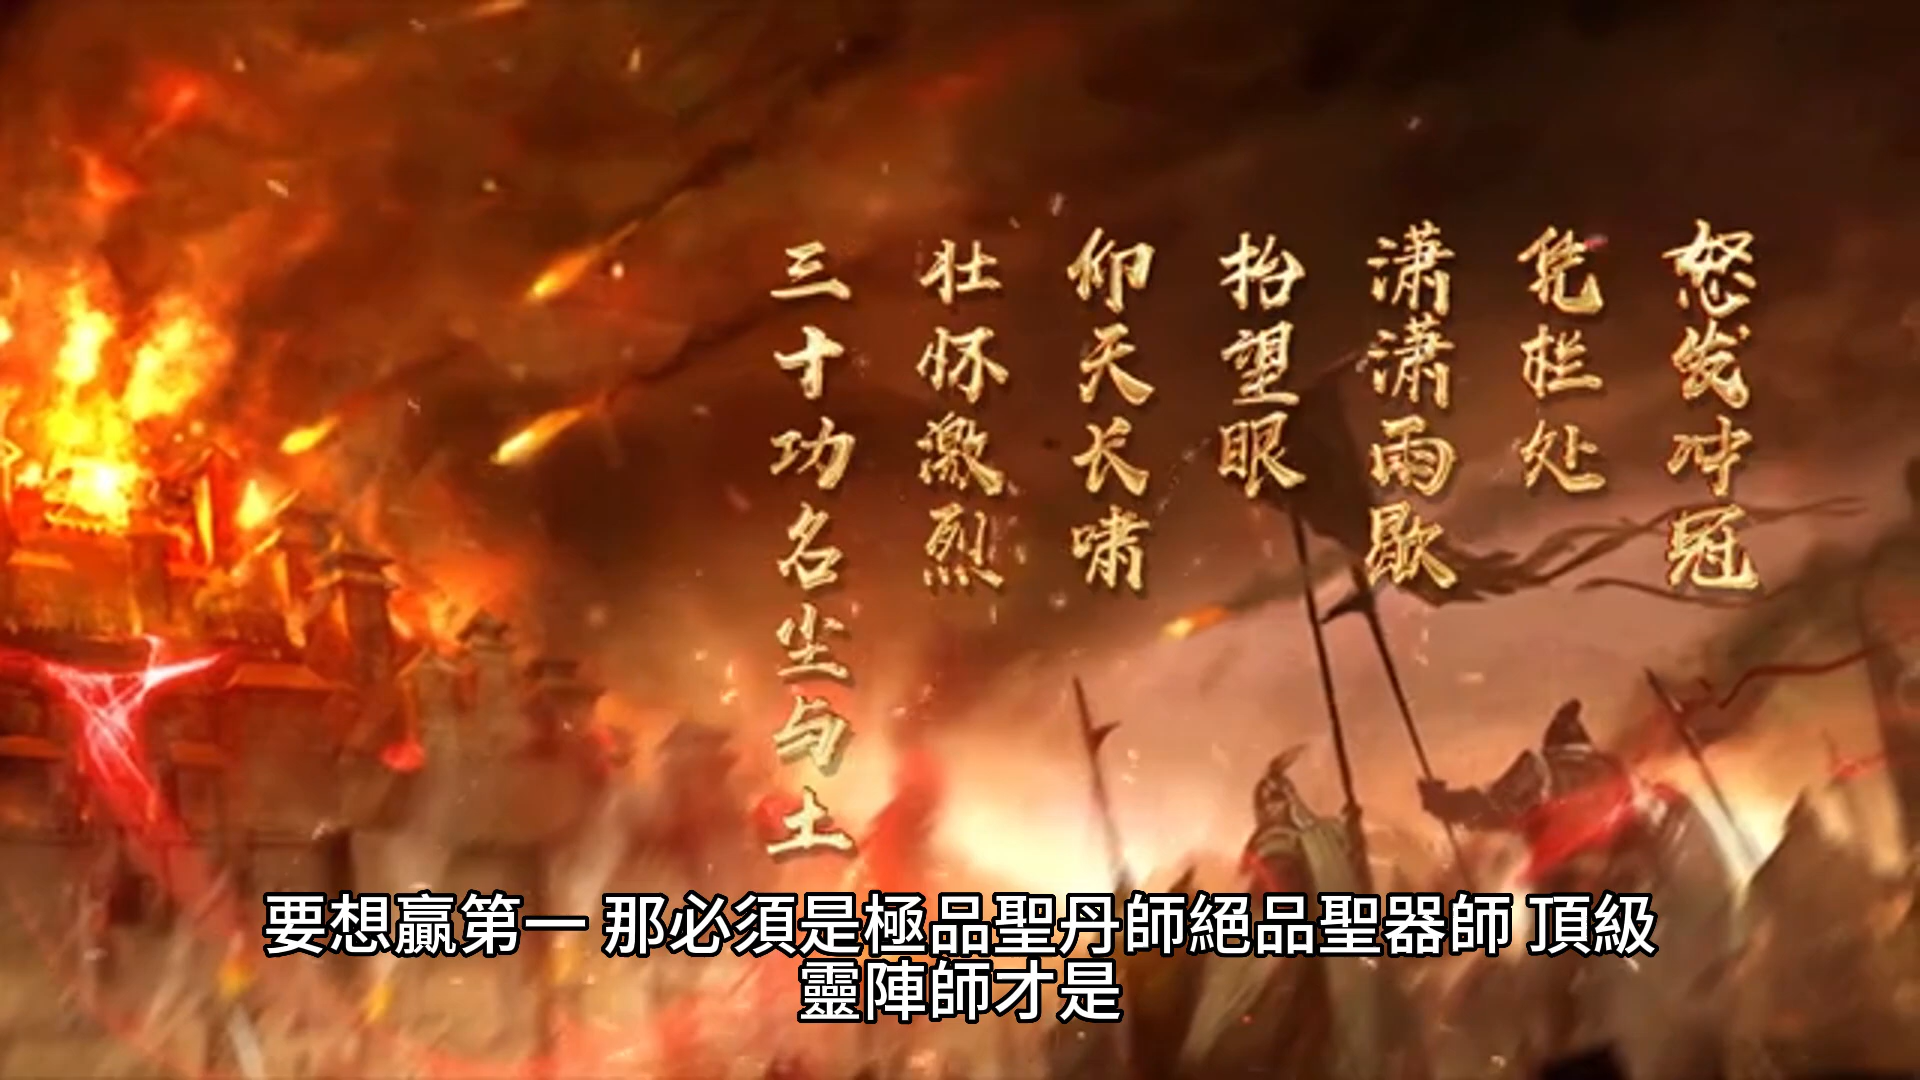 怒发冲冠
凭栏处
潇潇雨歇
抬望眼
仰天长啸
壮怀激烈
三十功名尘与土
要想贏第一 那必須是極品聖丹師絕品聖器師 頂級
靈陣師才是